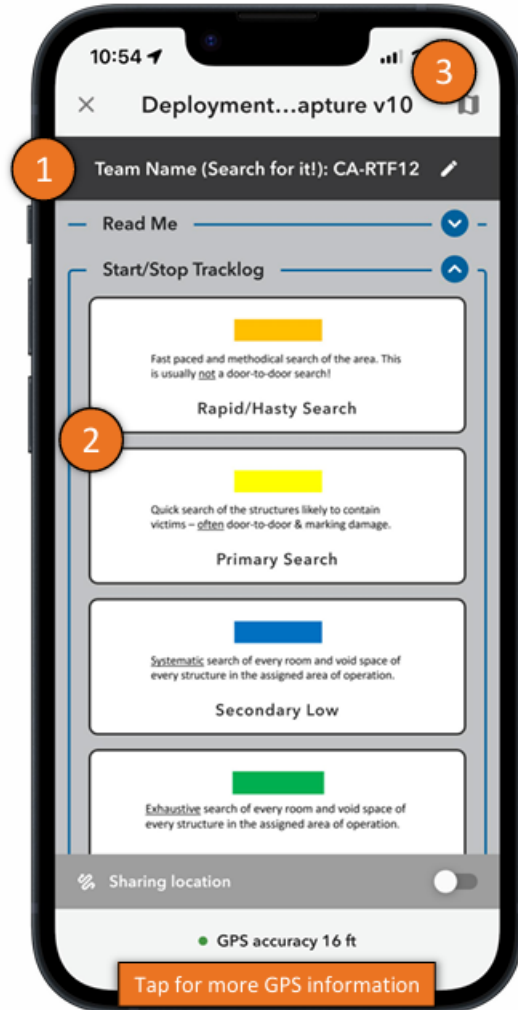 10:54
3
Deployment...apture v10
1
Team Name (Search for it!): CA-RTF12
Read Me
Start/Stop Tracklog
Fast paced and methodical search of the area. This
is usually not a door-to-door search!
Rapid/Hasty Search
2
Quick search of the structures likely to contain
victims – often door-to-door & marking damage.
Primary Search
Systematic search of every room and void space of
every structure in the assigned area of operation.
Secondary Low
Exhaustive search of every room and void space of
every structure in the assigned area of operation.
Sharing location
GPS accuracy 16 ft
Tap for more GPS information